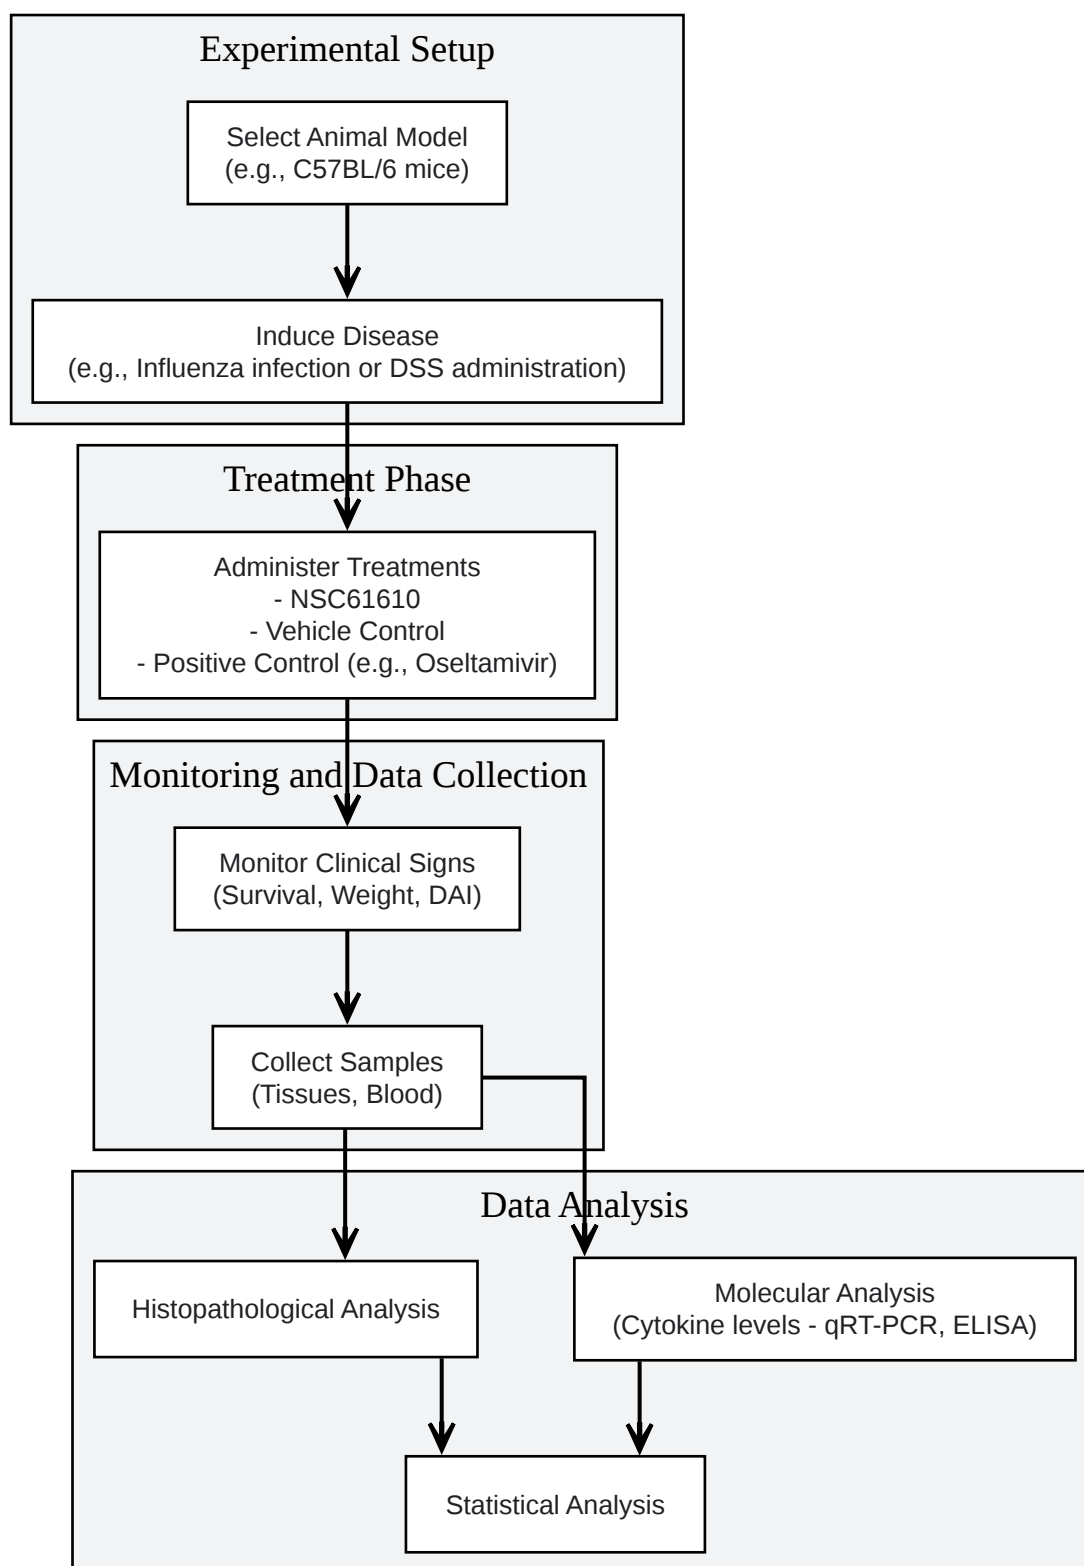 Experimental Setup
Select Animal Model
(e.g., C57BL/6 mice)
Induce Disease
(e.g., Influenza infection or DSS administration)
Treatment Phase
Administer Treatments
- NSC61610
- Vehicle Control
- Positive Control (e.g., Oseltamivir)
Monitoring and Data Collection
Monitor Clinical Signs
(Survival, Weight, DAI)
Collect Samples
(Tissues, Blood)
Data Analysis
Histopathological Analysis
Molecular Analysis
(Cytokine levels - qRT-PCR, ELISA)
Statistical Analysis